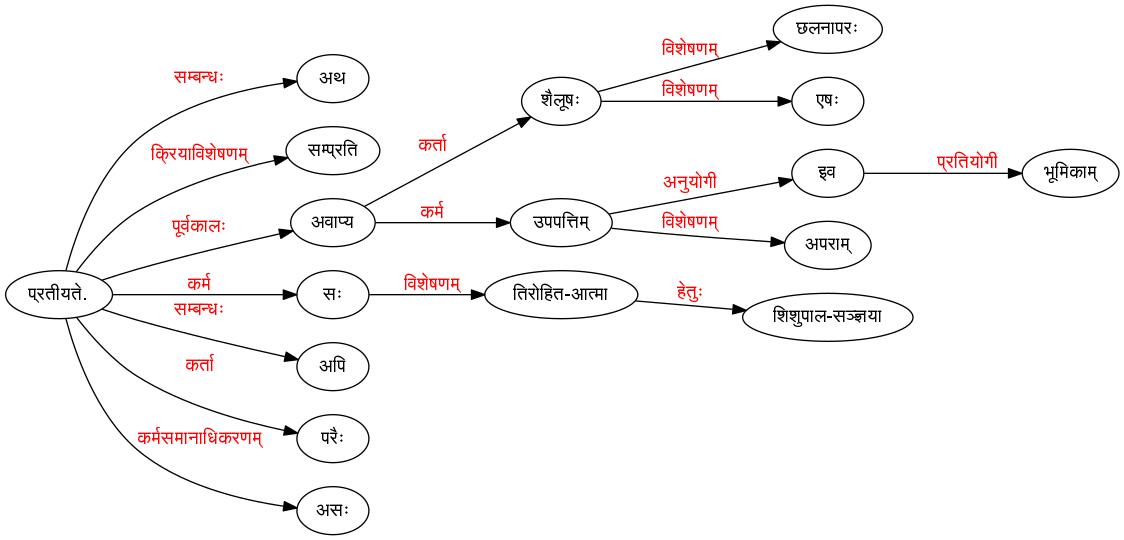 छलनापरः
विशेषणम्
सम्बन्धः
अथ
शैलूषः
विशेषणम्
एषः
क्रियाविशेषणम्
सम्प्रति
कर्ता
अनुयोगी
इव
प्रतियोगी
भूमिकाम्
पूर्वकालः
अवाप्य
कर्म
उपपत्तिम्
विशेषणम्
अपराम्
प्रतीयते.
कर्म
सः
विशेषणम्
तिरोहित-आत्मा
हेतुः
शिशुपाल-सञ्ज्ञया
सम्बन्धः
अपि
कर्ता
परैः
कर्मसमानाधिकरणम्
असः